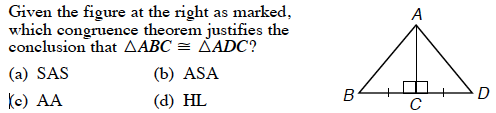 Given the figure at the right as marked,
which congruence theorem justifies the
conclusion that △ABC ≅ △ADC?
(a) SAS (b) ASA
(c) AA (d) HL
A
B
C
D